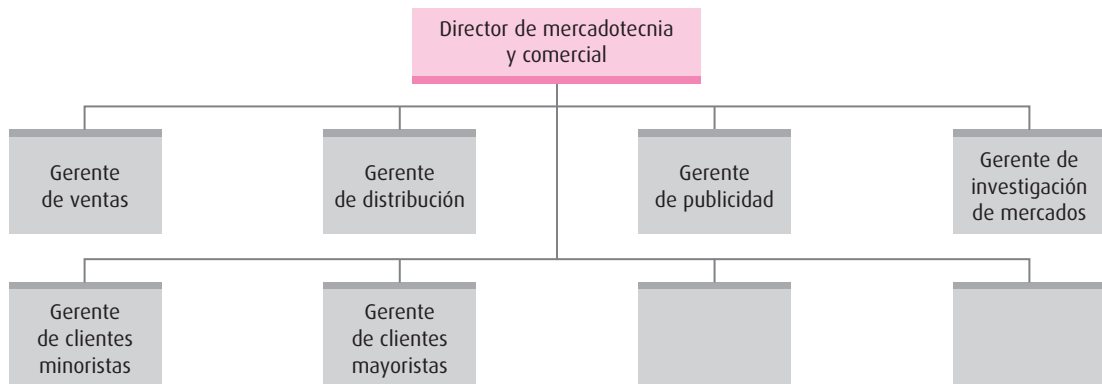 Director de mercadotecnia
y comercial
Gerente
de ventas
Gerente
de distribución
Gerente
de publicidad
Gerente de
investigación
de mercados
Gerente
de clientes
minoristas
Gerente
de clientes
mayoristas